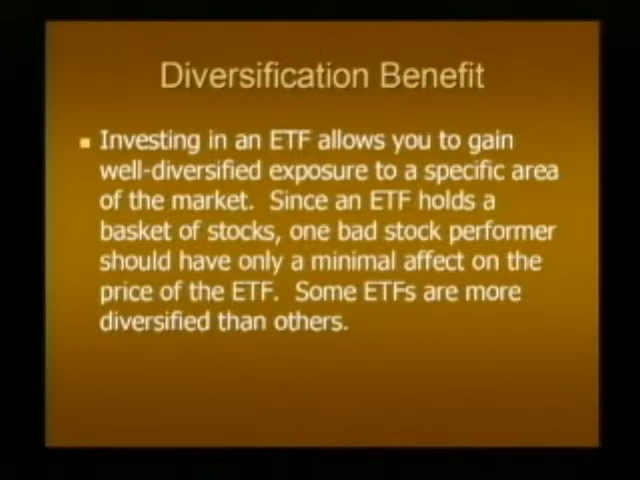 Diversification Benefit
Investing in an ETF allows you to gain
well-diversified exposure to a specific area
of the market.  Since an ETF holds a
basket of stocks, one bad stock performer
should have only a minimal affect on the
price of the ETF.  Some ETFs are more
diversified than others.